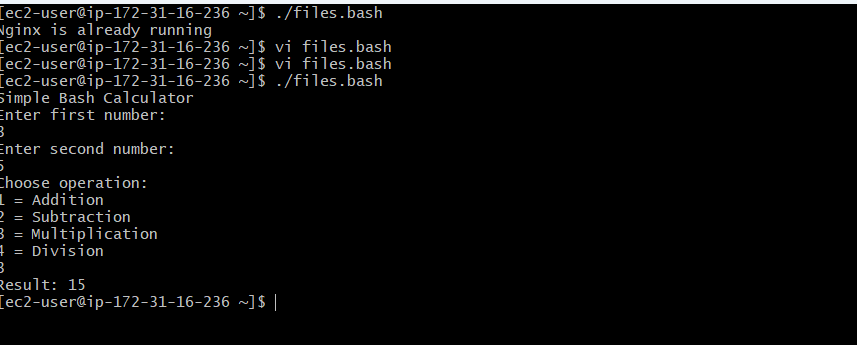 [ec2-user@ip-172-31-16-236 ~]$ ./files.bash
Nginx is already running
[ec2-user@ip-172-31-16-236 ~]$ vi files.bash
[ec2-user@ip-172-31-16-236 ~]$ vi files.bash
[ec2-user@ip-172-31-16-236 ~]$ ./files.bash
Simple Bash Calculator
Enter first number:
3
Enter second number:
5
Choose operation:
1 = Addition
2 = Subtraction
3 = Multiplication
4 = Division
3
Result: 15
[ec2-user@ip-172-31-16-236 ~]$